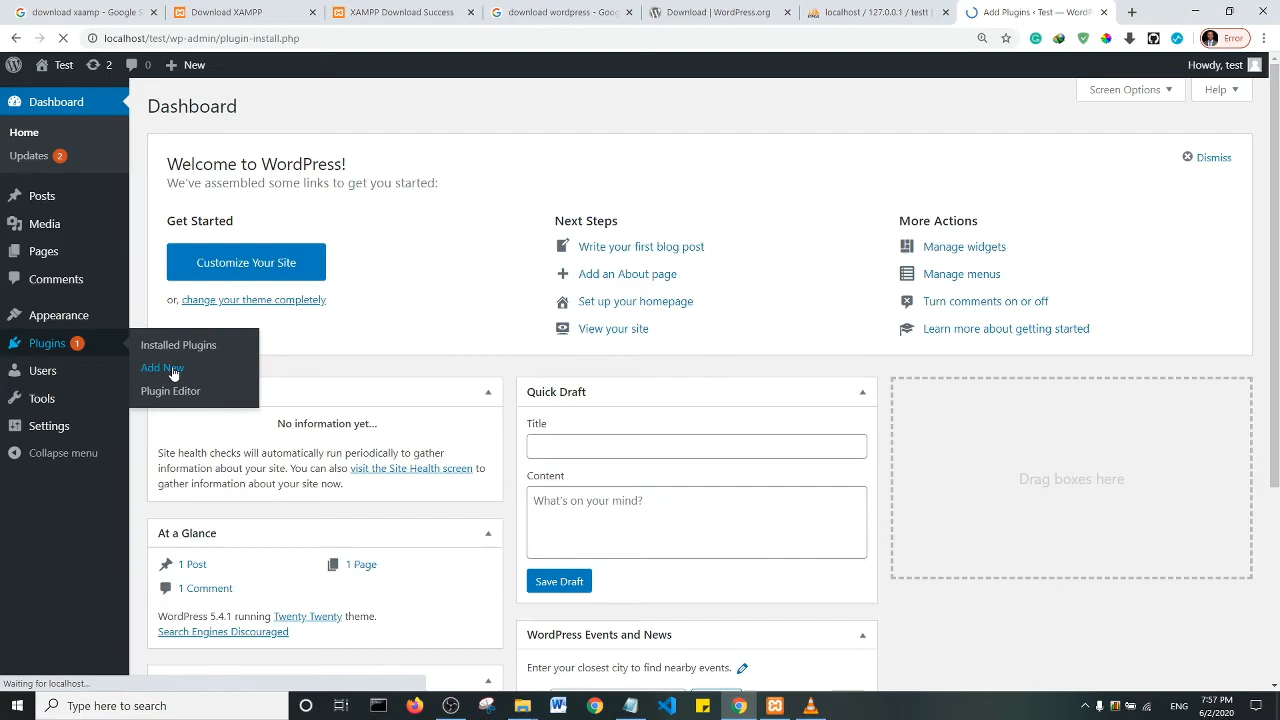 download xaamp - Google S
Download XAMPP
XAMPP Download Success
download wordpress - Goog
Download | WordPress.org
localhost / 127.0.0.1 / testt |
Add Plugins ‹ Test — WordP
localhost/test/wp-admin/plugin-install.php
Error
Test
2
0
New
Howdy, test
Dashboard
Home
Updates 2
Posts
Media
Pages
Comments
Appearance
Plugins 1
Users
Tools
Settings
Collapse menu
Installed Plugins
Add New
Plugin Editor
Dashboard
Screen Options
Help
Welcome to WordPress!
We've assembled some links to get you started:
Dismiss
Get Started
Customize Your Site
or, change your theme completely
Next Steps
Write your first blog post
Add an About page
Set up your homepage
View your site
More Actions
Manage widgets
Manage menus
Turn comments on or off
Learn more about getting started
No information yet...
Site health checks will automatically run periodically to gather
information about your site. You can also visit the Site Health screen to
gather information about your site now.
At a Glance
1 Post
1 Page
1 Comment
WordPress 5.4.1 running Twenty Twenty theme.
Search Engines Discouraged
Quick Draft
Title
Content
What's on your mind?
Save Draft
WordPress Events and News
Enter your closest city to find nearby events.
Drag boxes here
Waiting for localhost...
Type here to search
ENG
7:57 PM
6/2/2020